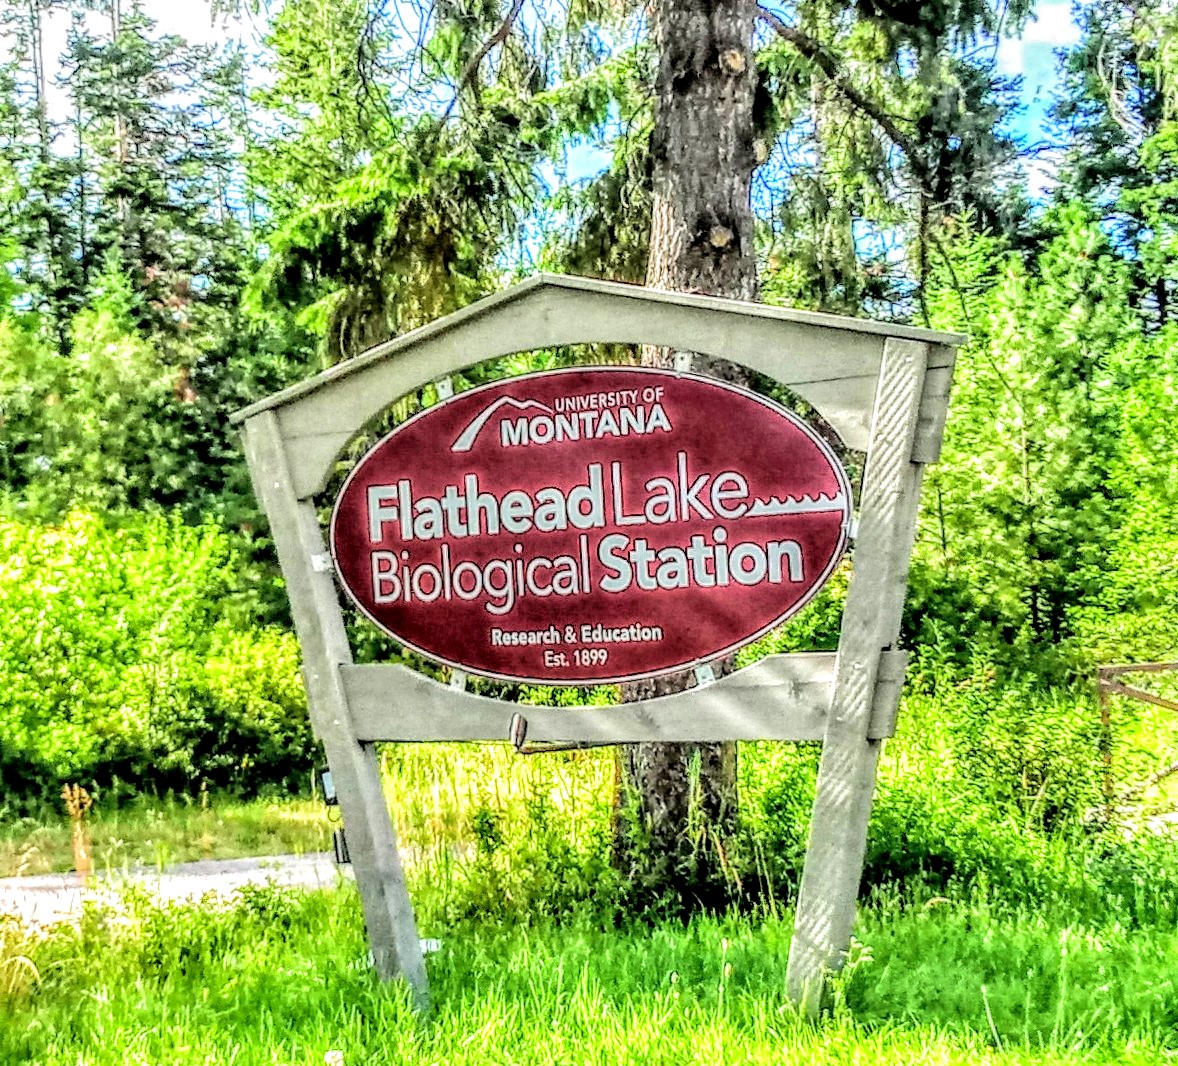 UNIVERSITY OF
MONTANA
Flathead Lake
Biological Station
Research & Education
Est. 1899